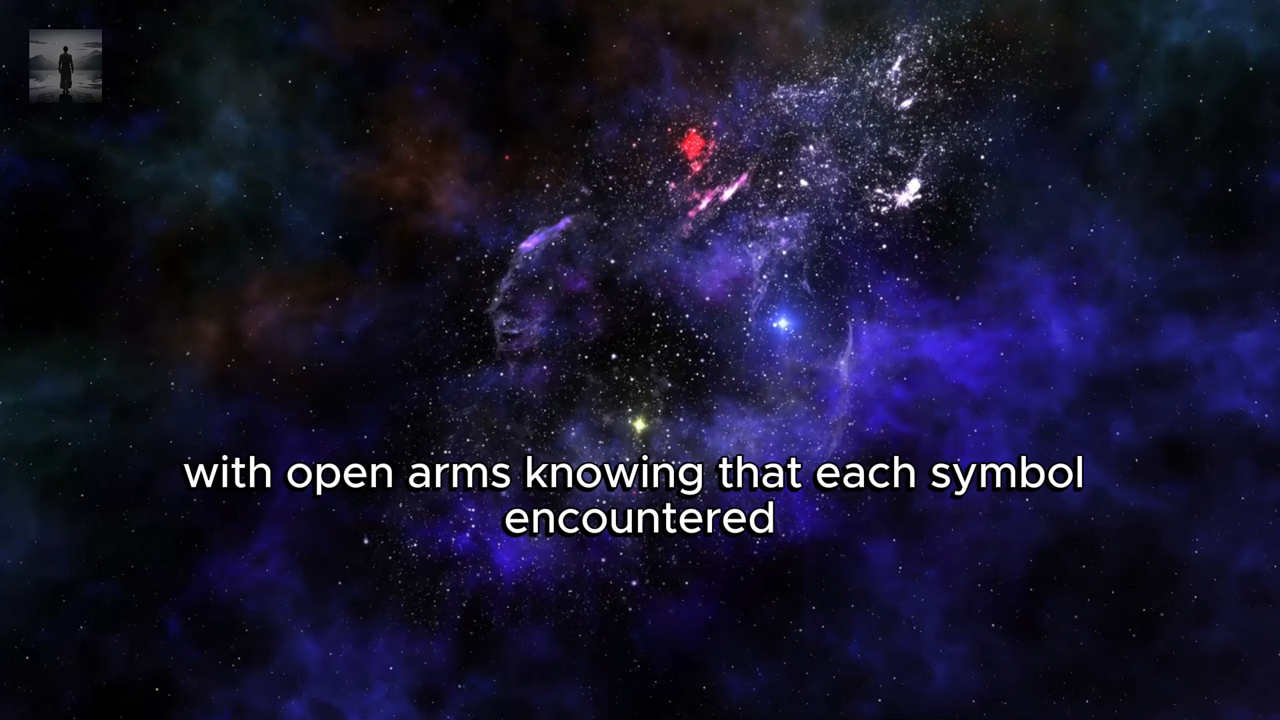 with open arms knowing that each symbol
encountered